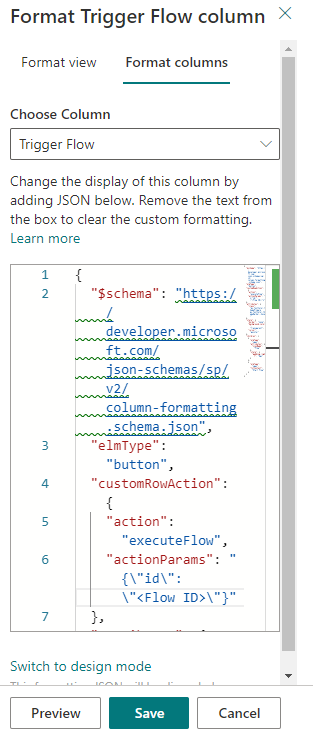 Format Trigger Flow column
Format view
Format columns
Choose Column
Trigger Flow
Change the display of this column by
adding JSON below. Remove the text from
the box to clear the custom formatting.
Learn more
1 {
2 "$schema": "https:/
/
developer.microso
ft.com/
json-schemas/sp/
v2/
column-formatting
.schema.json",
3 "elmType":
"button",
4 "customRowAction":
{
5 "action":
"executeFlow",
6 "actionParams": "
{\"id\":
\"<Flow ID>\"}"
7 },
Switch to design mode
Preview
Save
Cancel